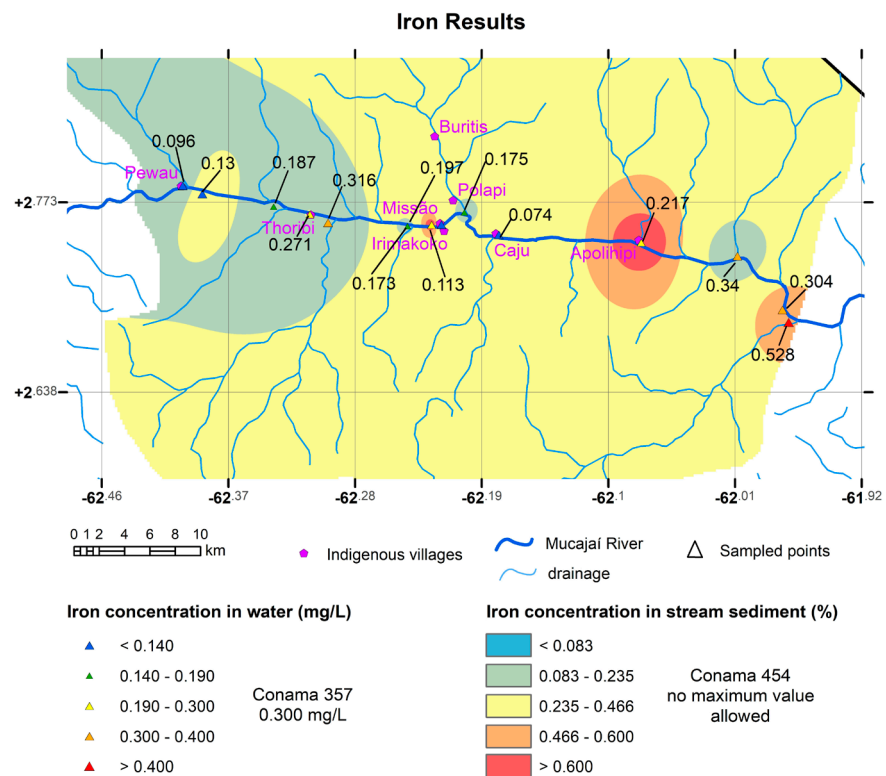 Iron Results
Buritis
0.096
0.13
0.187
0.197
0.175
Pewau
0.316
Polapi
+2.773
Missão
0.217
Thoribi
0.074
0.271
Irimakoko
Caju
Apolihipi
0.173
0.113
0.34
0.304
0.528
+2.638
-62.46
-62.37
-62.28
-62.19
-62.1
-62.01
-61.92
0 1 2 4 6 8 10
km
Indigenous villages
Mucajaí River
drainage
Sampled points
Iron concentration in water (mg/L)
< 0.140
0.140 - 0.190
0.190 - 0.300
0.300 - 0.400
> 0.400
Conama 357
0.300 mg/L
Iron concentration in stream sediment (%)
< 0.083
0.083 - 0.235
0.235 - 0.466
0.466 - 0.600
> 0.600
Conama 454
no maximum value
allowed